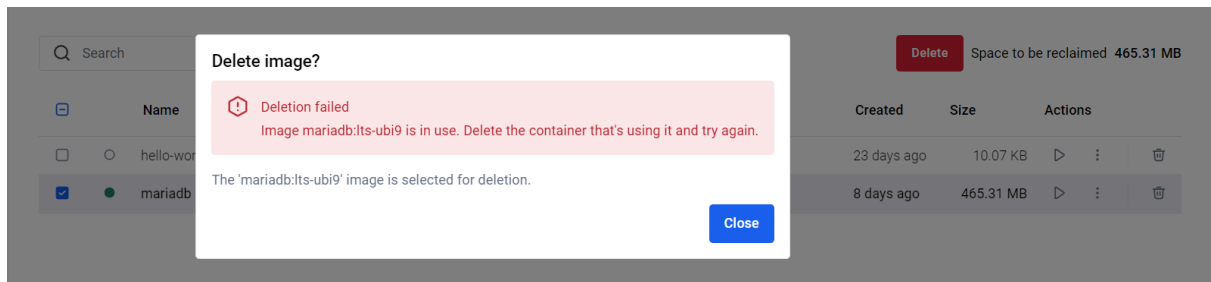 Search
Delete
Space to be reclaimed 465.31 MB
Delete image?
Deletion failed
Image mariadb:lts-ubi9 is in use. Delete the container that's using it and try again.
The 'mariadb:lts-ubi9' image is selected for deletion.
Close
Name Created Size Actions
hello-wor 23 days ago 10.07 KB
mariadb 8 days ago 465.31 MB